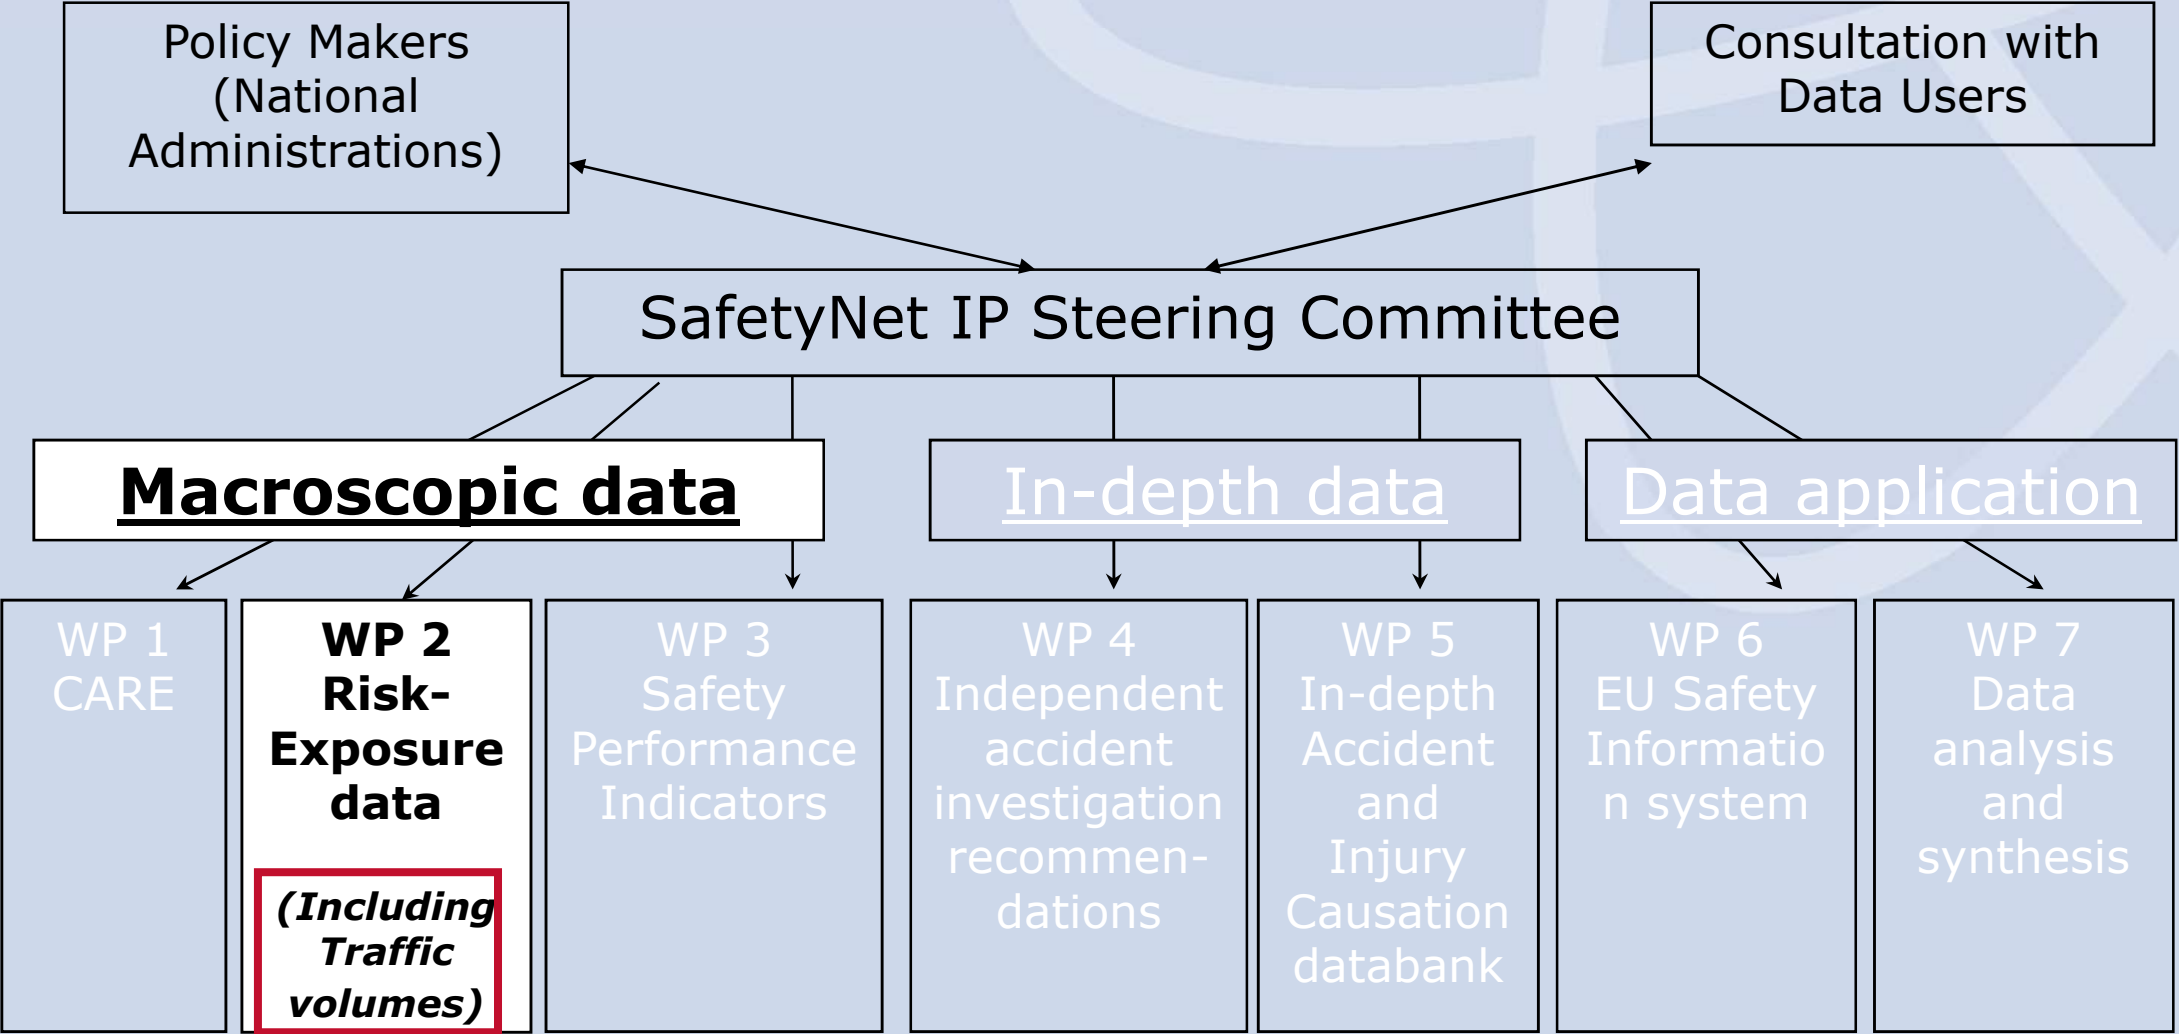 Policy Makers
(National
Administrations)
Consultation with
Data Users
SafetyNet IP Steering Committee
Macroscopic data
In-depth data
Data application
WP 1
CARE
WP 2
Risk-
Exposure
data
(Including
Traffic
volumes)
WP 3
Safety
Performance
Indicators
WP 4
Independent
accident
investigation
recommen-
dations
WP 5
In-depth
Accident
and
Injury
Causation
databank
WP 6
EU Safety
Informatio
n system
WP 7
Data
analysis
and
synthesis